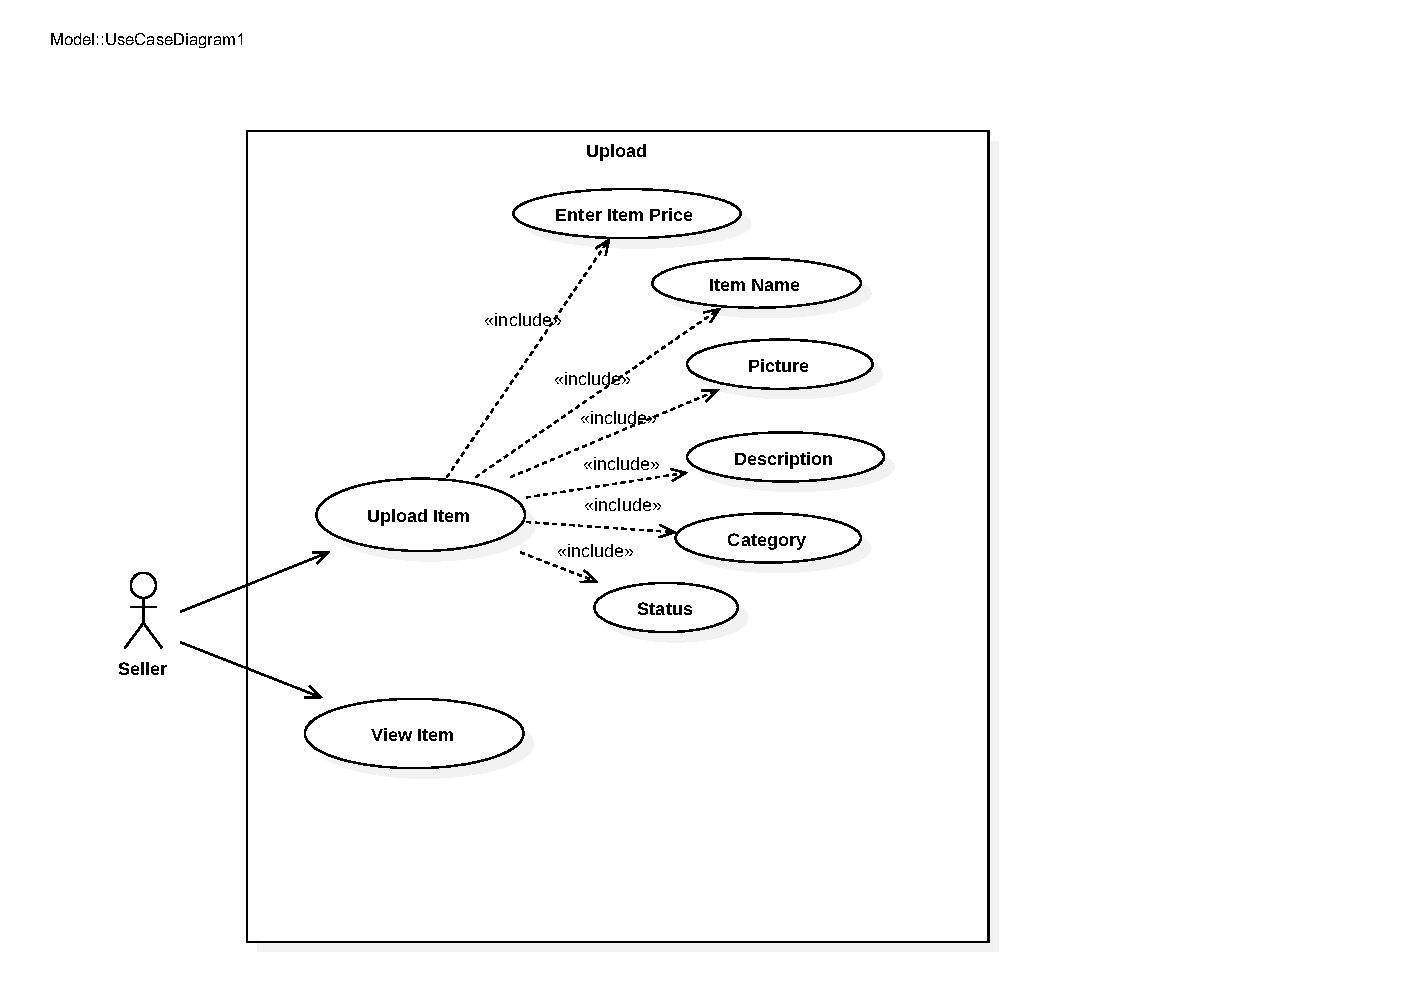 Model::UseCaseDiagram1
Upload
Enter Item Price
Item Name
«include»
Picture
«include»
«include»
Description
«include»
«include»
Upload Item
Category
«include»
Status
Seller
View Item